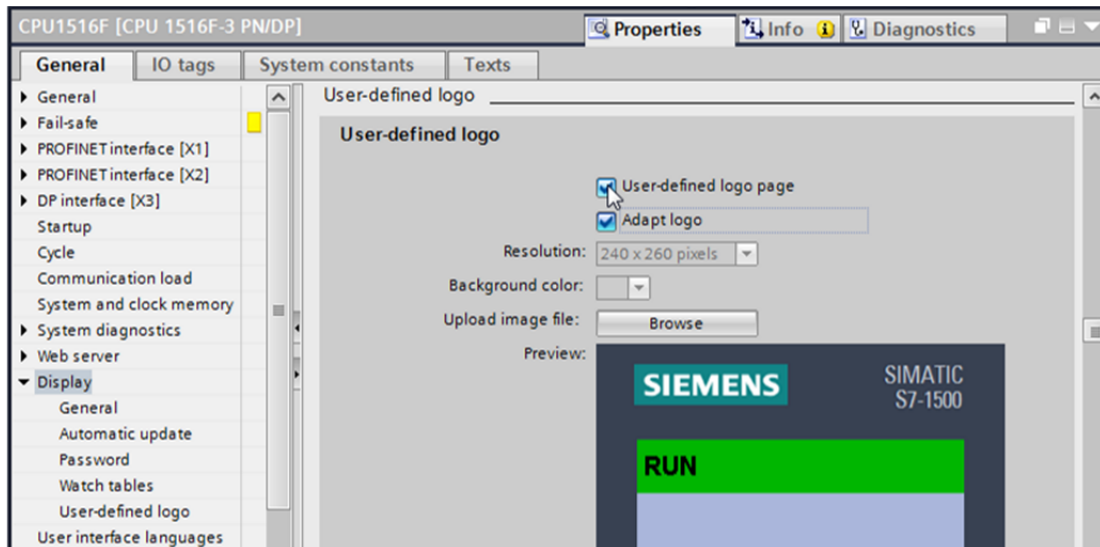 CPU1516F [CPU 1516F-3 PN/DP]
Properties
Info
Diagnostics
General
IO tags
System constants
Texts
General
Fail-safe
PROFINET interface [X1]
PROFINET interface [X2]
DP interface [X3]
Startup
Cycle
Communication load
System and clock memory
System diagnostics
Web server
Display
General
Automatic update
Password
Watch tables
User-defined logo
User interface languages
User-defined logo
User-defined logo
User-defined logo page
Adapt logo
Resolution: 240 x 260 pixels
Background color:
Upload image file: Browse
Preview:
SIEMENS
SIMATIC
S7-1500
RUN